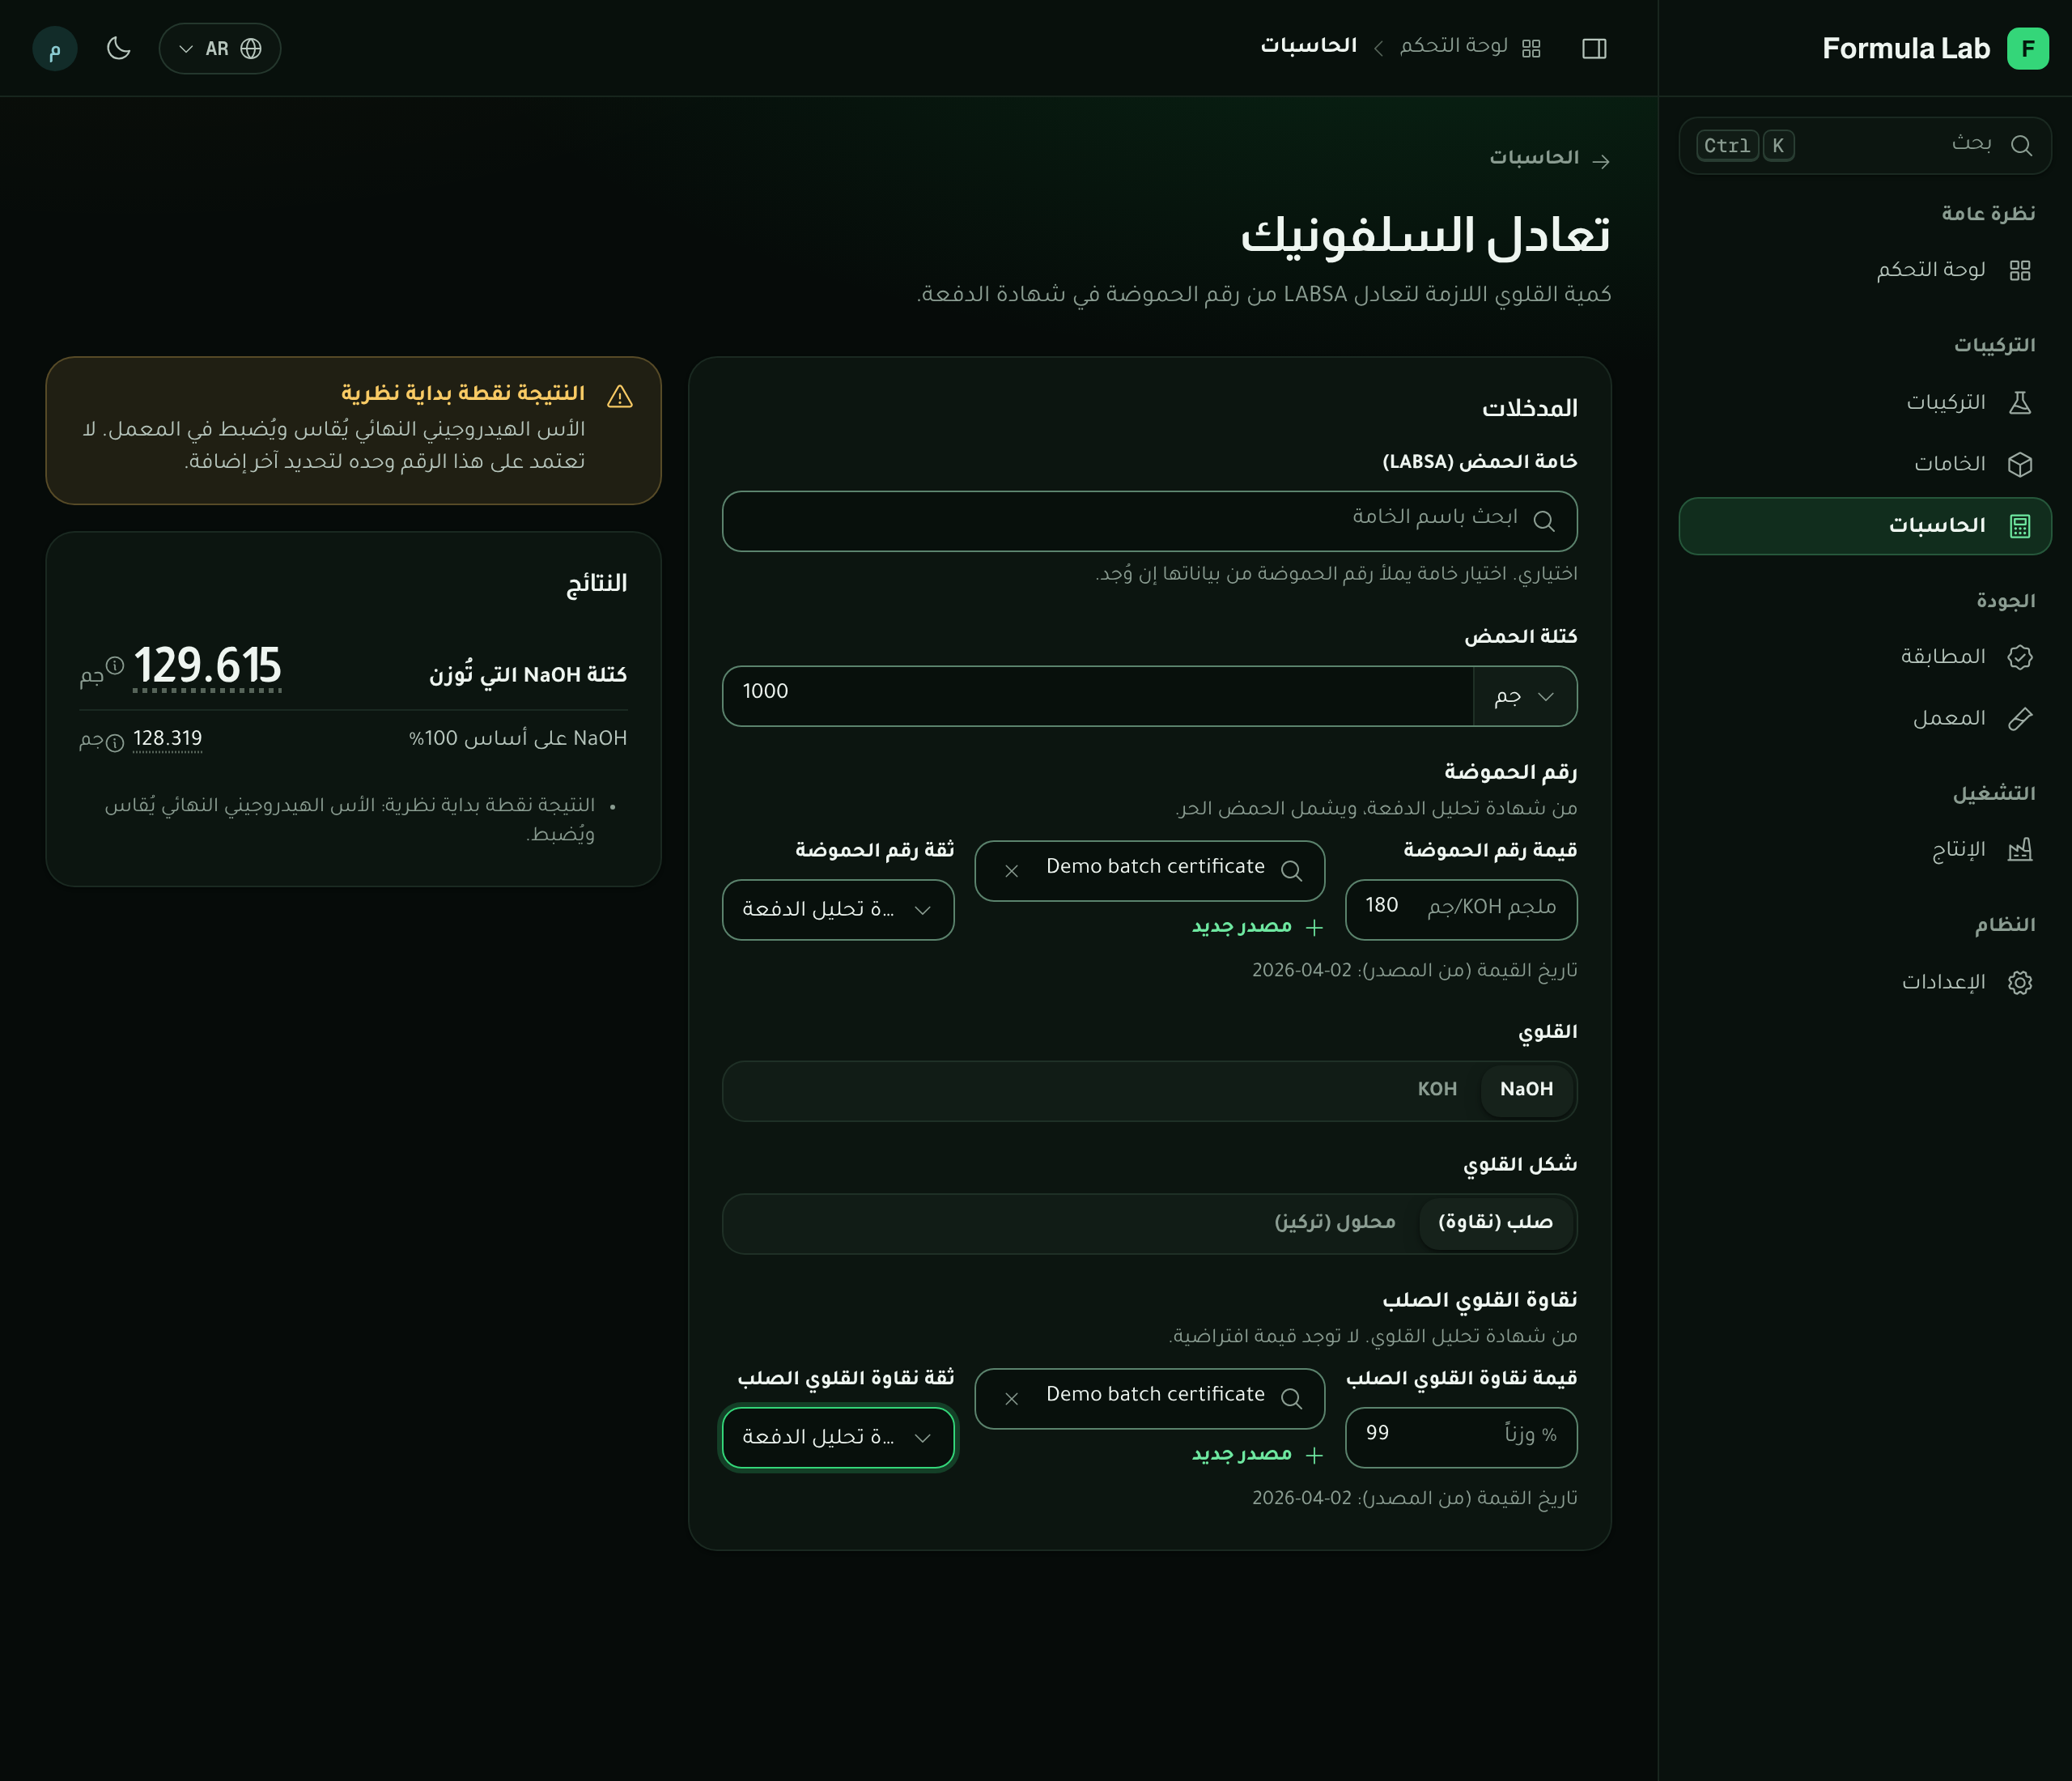 F Formula Lab
لوحة التحكم
الحاسبات
AR
م
بحث
Ctrl K
نظرة عامة
لوحة التحكم
التركيبات
التركيبات
الخامات
الحاسبات
الجودة
المطابقة
المعمل
التشغيل
الإنتاج
النظام
الإعدادات
الحاسبات
تعادل السلفونيك
كمية القلوي اللازمة لتعادل LABSA من رقم الحموضة في شهادة الدفعة.
المدخلات
خامة الحمض (LABSA)
ابحث باسم الخامة
اختياري. اختيار خامة يملأ رقم الحموضة من بياناتها إن وُجد.
كتلة الحمض
جم 1000
رقم الحموضة
من شهادة تحليل الدفعة، ويشمل الحمض الحر.
قيمة رقم الحموضة
ملجم KOH/جم 180
Demo batch certificate
مصدر جديد
ثقة رقم الحموضة
ة تحليل الدفعة...
تاريخ القيمة (من المصدر): 02-04-2026
القلوي
NaOH KOH
شكل القلوي
صلب (نقاوة) محلول (تركيز)
نقاوة القلوي الصلب
من شهادة تحليل القلوي. لا توجد قيمة افتراضية.
قيمة نقاوة القلوي الصلب
% وزناً 99
Demo batch certificate
مصدر جديد
ثقة نقاوة القلوي الصلب
ة تحليل الدفعة...
تاريخ القيمة (من المصدر): 02-04-2026
النتيجة نقطة بداية نظرية
الأس الهيدروجيني النهائي يُقاس ويُضبط في المعمل. لا
تعتمد على هذا الرقم وحده لتحديد آخر إضافة.
النتائج
كتلة NaOH التي تُوزن 129.615 جم
NaOH على أساس 100% 128.319 جم
• النتيجة نقطة بداية نظرية: الأس الهيدروجيني النهائي يُقاس
ويُضبط.